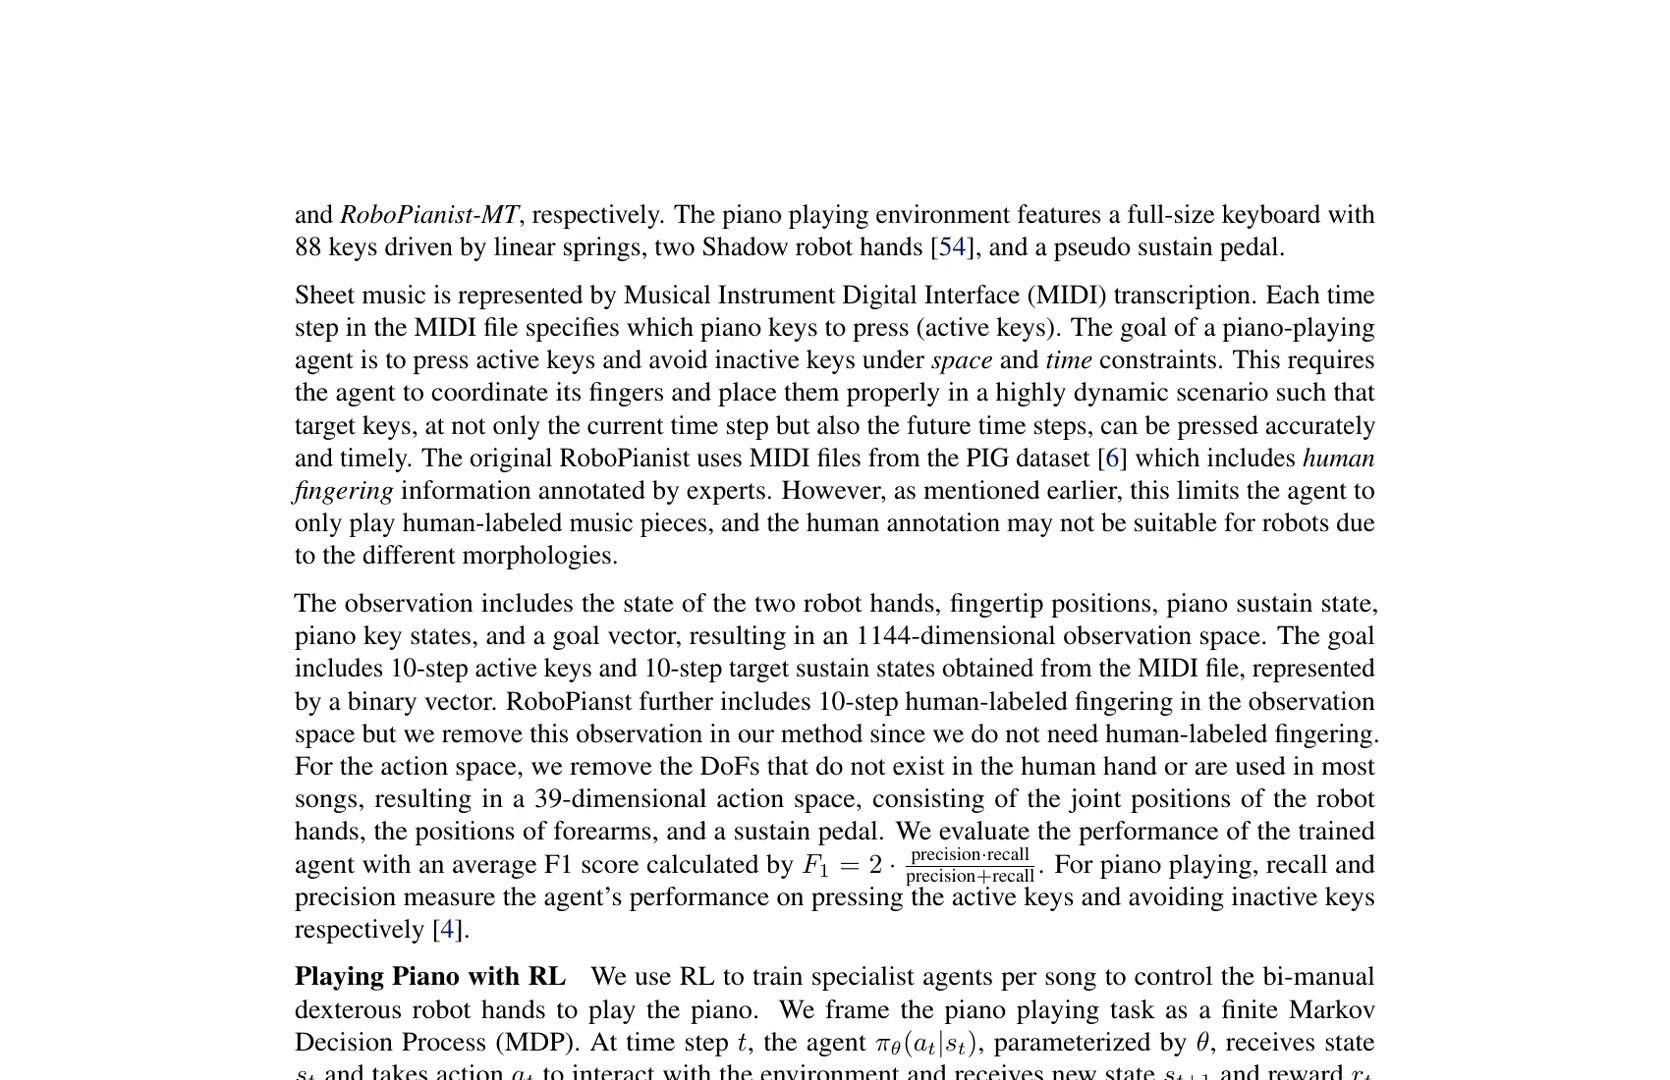 and RoboPianist-MT, respectively. The piano playing environment features a full-size keyboard with
88 keys driven by linear springs, two Shadow robot hands [54], and a pseudo sustain pedal.
Sheet music is represented by Musical Instrument Digital Interface (MIDI) transcription. Each time
step in the MIDI file specifies which piano keys to press (active keys). The goal of a piano-playing
agent is to press active keys and avoid inactive keys under space and time constraints. This requires
the agent to coordinate its fingers and place them properly in a highly dynamic scenario such that
target keys, at not only the current time step but also the future time steps, can be pressed accurately
and timely. The original RoboPianist uses MIDI files from the PIG dataset [6] which includes human
fingering information annotated by experts. However, as mentioned earlier, this limits the agent to
only play human-labeled music pieces, and the human annotation may not be suitable for robots due
to the different morphologies.
The observation includes the state of the two robot hands, fingertip positions, piano sustain state,
piano key states, and a goal vector, resulting in an 1144-dimensional observation space. The goal
includes 10-step active keys and 10-step target sustain states obtained from the MIDI file, represented
by a binary vector. RoboPianst further includes 10-step human-labeled fingering in the observation
space but we remove this observation in our method since we do not need human-labeled fingering.
For the action space, we remove the DoFs that do not exist in the human hand or are used in most
songs, resulting in a 39-dimensional action space, consisting of the joint positions of the robot
hands, the positions of forearms, and a sustain pedal. We evaluate the performance of the trained
agent with an average F1 score calculated by F₁ = 2 · precision·recall / precision+recall. For piano playing, recall and
precision measure the agent's performance on pressing the active keys and avoiding inactive keys
respectively [4].
Playing Piano with RL We use RL to train specialist agents per song to control the bi-manual
dexterous robot hands to play the piano. We frame the piano playing task as a finite Markov
Decision Process (MDP). At time step t, the agent πθ(aₜ|sₜ), parameterized by θ, receives state
sₜ and takes action aₜ to interact with the environment and receives new state sₜ₊₁ and reward rₜ